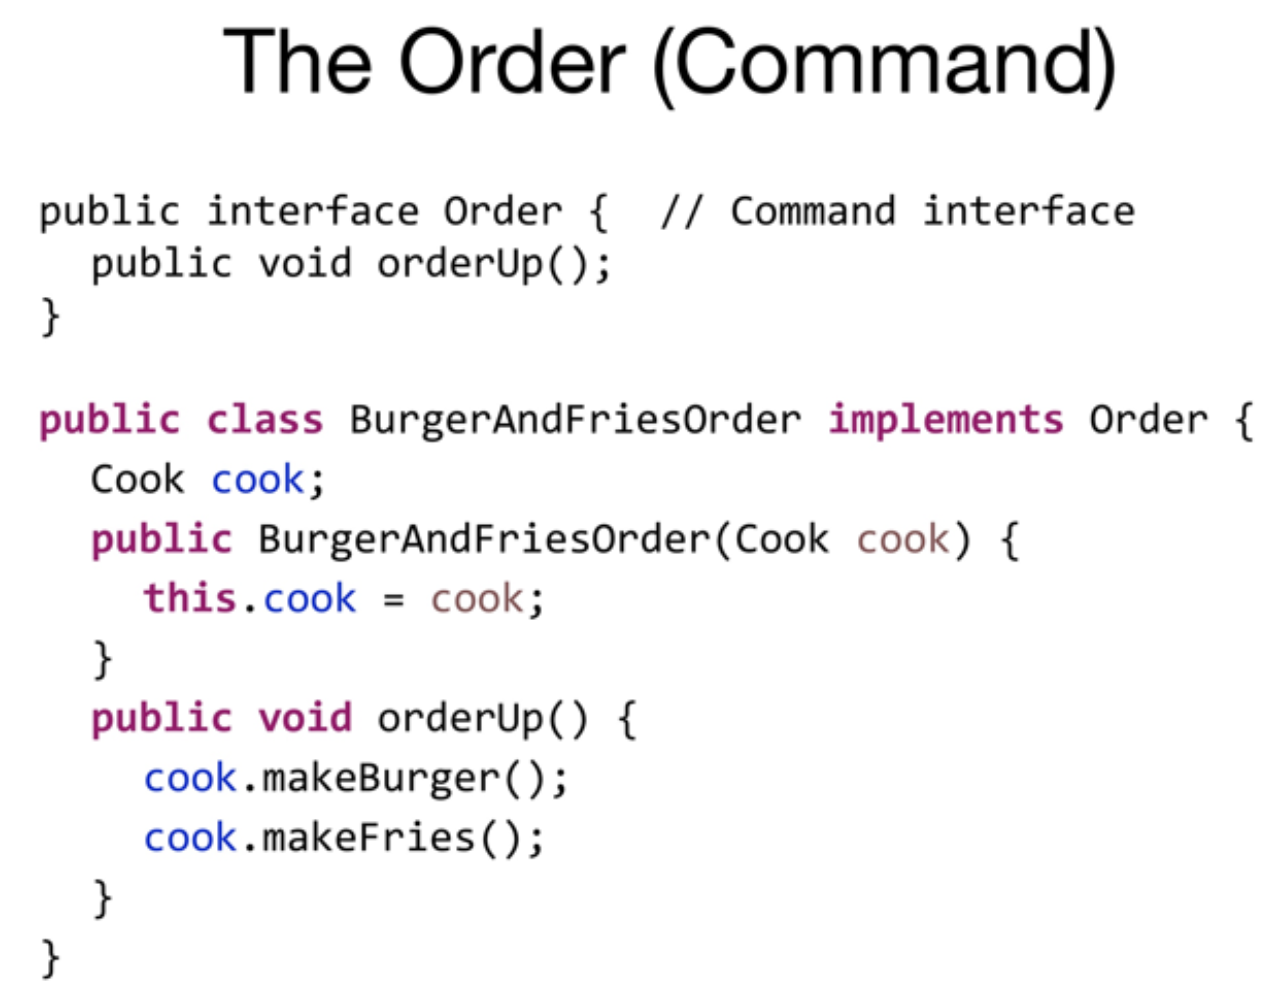 The Order (Command)
public interface Order {  // Command interface
  public void orderUp();
}
public class BurgerAndFriesOrder implements Order {
  Cook cook;
  public BurgerAndFriesOrder(Cook cook) {
    this.cook = cook;
  }
  public void orderUp() {
    cook.makeBurger();
    cook.makeFries();
  }
}